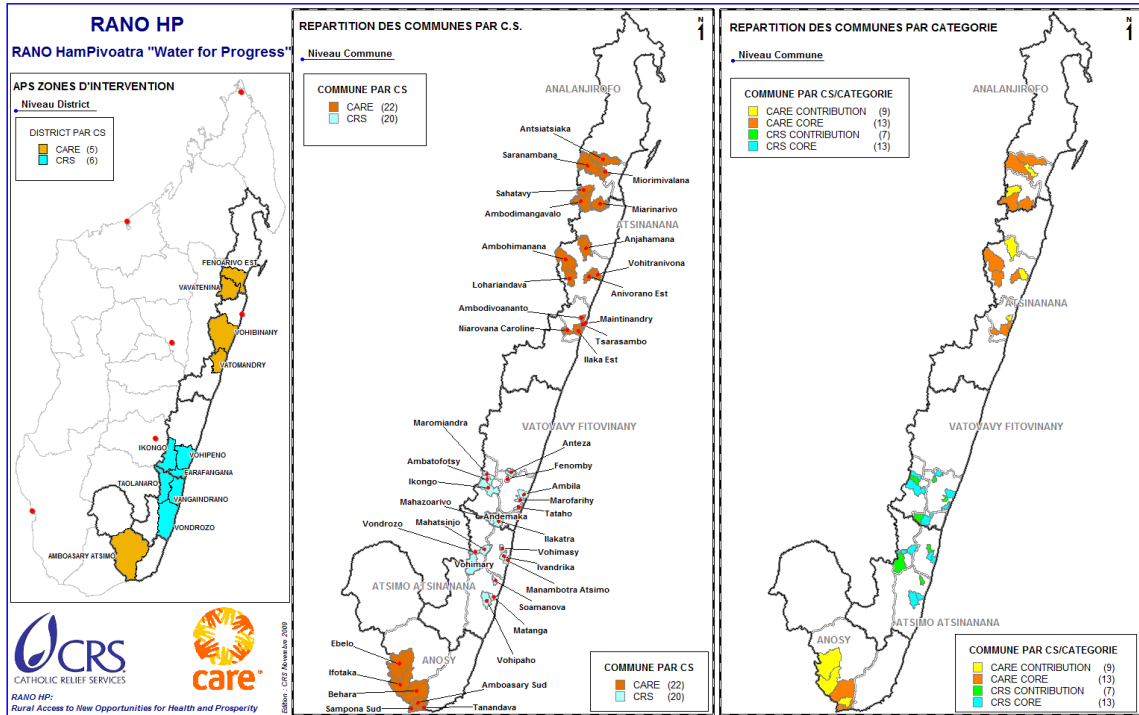 RANO HP
RANO HamPivoatra "Water for Progress"
APS ZONES D'INTERVENTION
Niveau District
DISTRICT PAR CS
CARE (5)
CRS (6)
FENOARIVO EST
VAVATENINA
VOHIBINANY
VATOMANDRY
IKONGO
VOHIPENO
FARAFANGANA
TAOLANARO
VANGAINDRANO
VONDROZO
AMBOASARY ATSIMO
CRS
CATHOLIC RELIEF SERVICES
care
RANO HP:
Rural Access to New Opportunities for Health and Prosperity
Edition : CRS Novembre 2009
REPARTITION DES COMMUNES PAR C.S.
Niveau Commune
N
1
COMMUNE PAR CS
CARE (22)
CRS (20)
ANALANJIROFO
Antsiatsiaka
Saranambana
Miorimivalana
Sahatavy
Ambodimangavalo
Miarinarivo
ATSINANANA
Ambohimanana
Anjahamana
Vohitranivona
Lohariandava
Anivorano Est
Ambodivoananto
Maintinandry
Niarovana Caroline
Tsarasambo
Ilaka Est
VATOVAVY FITOVINANY
Maromiandra
Anteza
Ambatofotsy
Fenomby
Ikongo
Ambila
Mahazoarivo
Marofarihy
Andemaka
Tataho
Mahatsinjo
Ilakatra
Vondrozo
Vohimasy
Vohimary
Ivandrika
ATSIMO ATSINANANA
Manambotra Atsimo
Soamanova
Matanga
Vohipaho
Ebelo
ANOSY
Ifotaka
Behara
Amboasary Sud
Sampona Sud
Tanandava
COMMUNE PAR CS
CARE (22)
CRS (20)
REPARTITION DES COMMUNES PAR CATEGORIE
Niveau Commune
N
1
COMMUNE PAR CS/CATEGORIE
CARE CONTRIBUTION (9)
CARE CORE (13)
CRS CONTRIBUTION (7)
CRS CORE (13)
ANALANJIROFO
ATSINANANA
VATOVAVY FITOVINANY
ATSIMO ATSINANANA
ANOSY
COMMUNE PAR CS/CATEGORIE
CARE CONTRIBUTION (9)
CARE CORE (13)
CRS CONTRIBUTION (7)
CRS CORE (13)